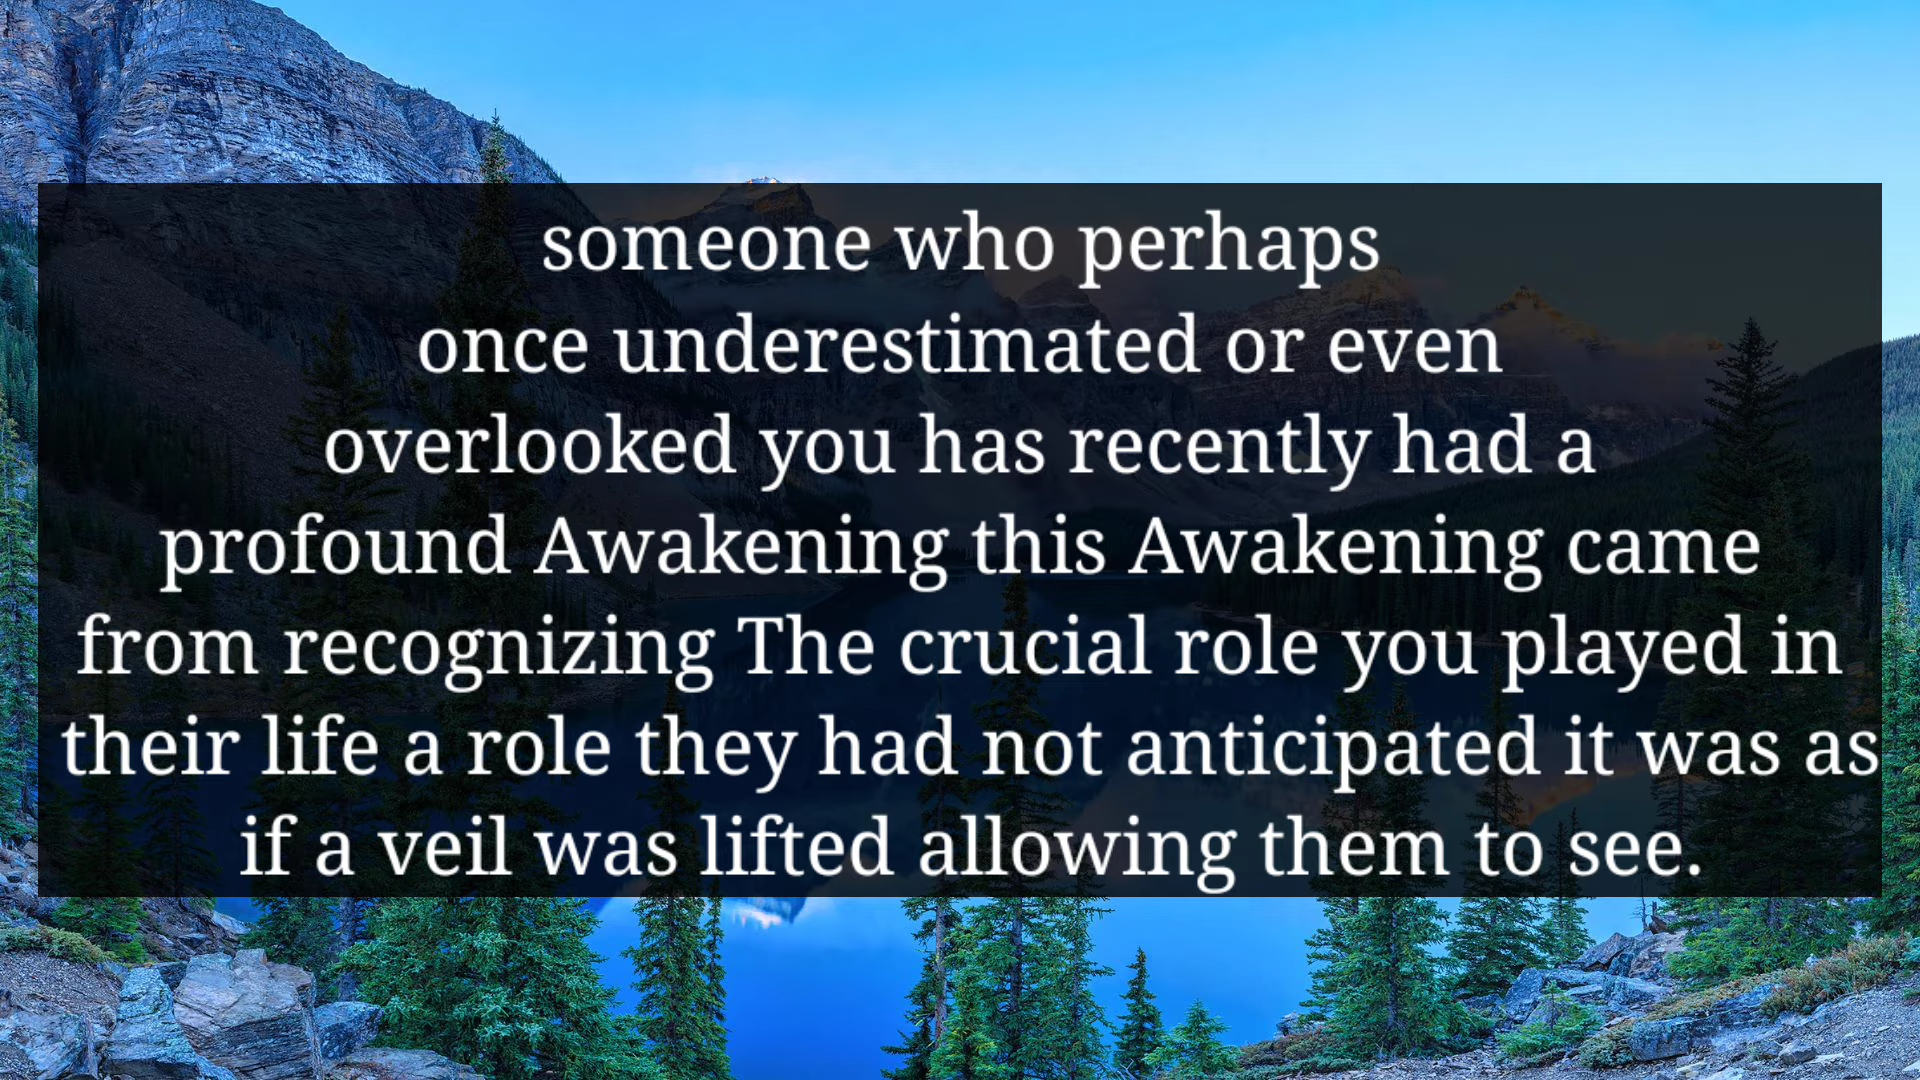 someone who perhaps
once underestimated or even
overlooked you has recently had a
profound Awakening this Awakening came
from recognizing The crucial role you played in
their life a role they had not anticipated it was as
if a veil was lifted allowing them to see.